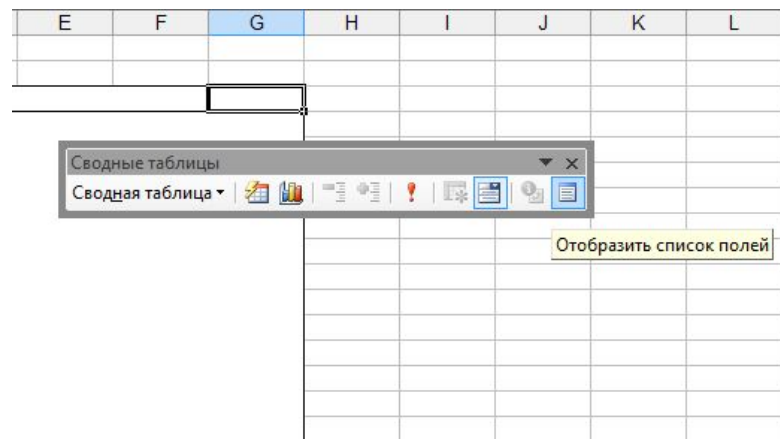 E F G H I J K L
Сводные таблицы
Сводная таблица
Отобразить список полей